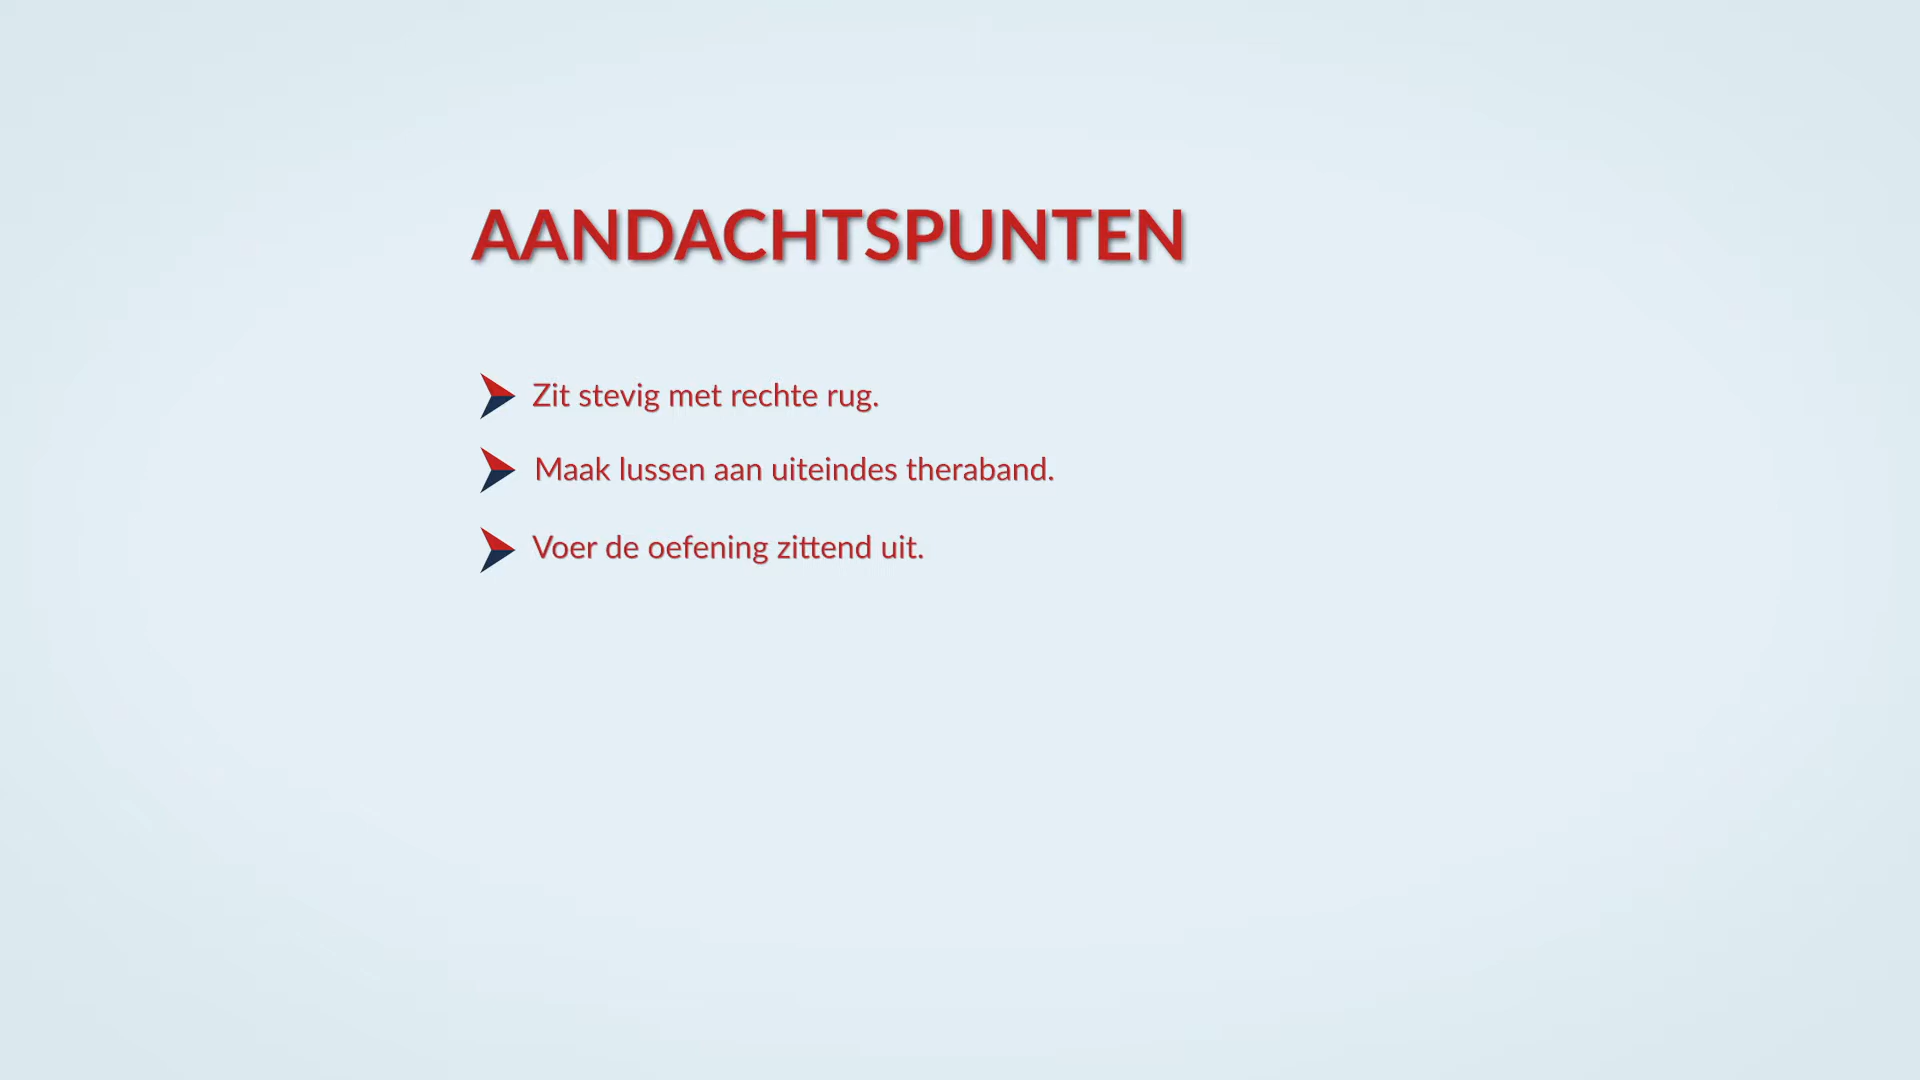 AANDACHTSPUNTEN
Zit stevig met rechte rug.
Maak lussen aan uiteindes theraband.
Voer de oefening zittend uit.